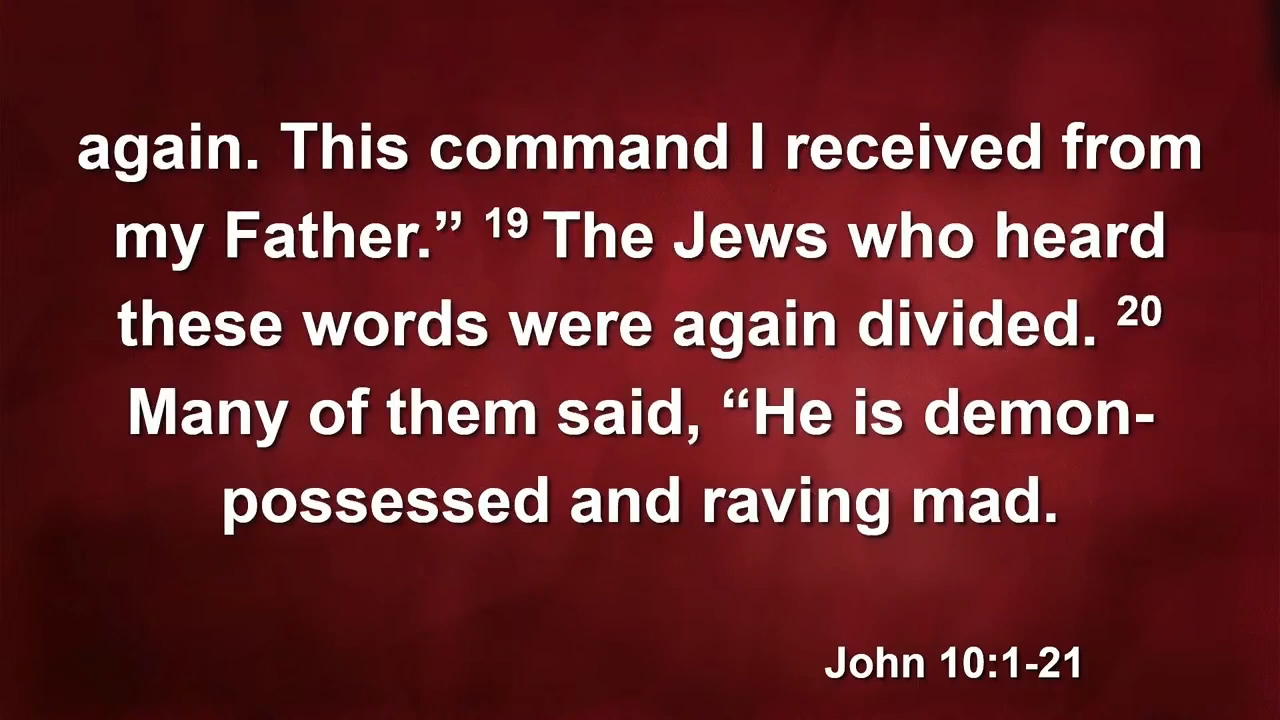 again. This command I received from
my Father.” 19 The Jews who heard
these words were again divided. 20
Many of them said, “He is demon-
possessed and raving mad.
John 10:1-21